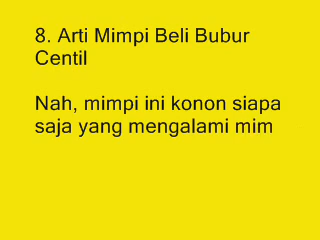 8. Arti Mimpi Beli Bubur
Centil
Nah, mimpi ini konon siapa
saja yang mengalami mim